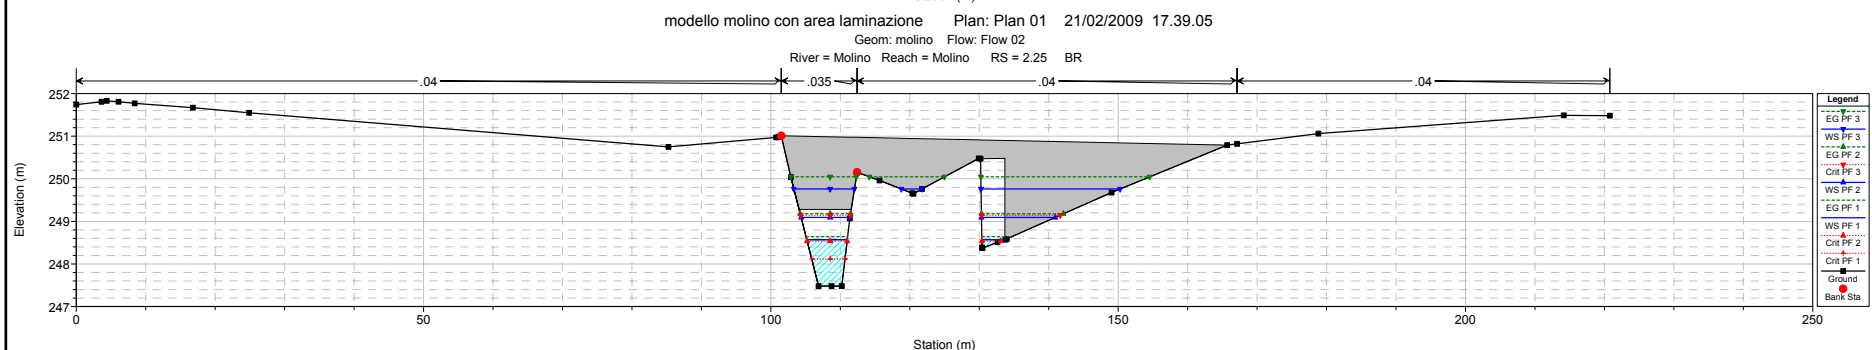 modello molino con area laminazione Plan: Plan 01 21/02/2009 17.39.05
Geom: molino Flow: Flow 02
River = Molino Reach = Molino RS = 2.25 BR
.04 .035 .04 .04
Elevation (m)
252
251
250
249
248
247
0 50 100 150 200 250
Station (m)
Legend
EG PF 3
WS PF 3
EG PF 2
Crit PF 3
WS PF 2
EG PF 1
WS PF 1
Crit PF 2
Crit PF 1
Ground
Bank Sta